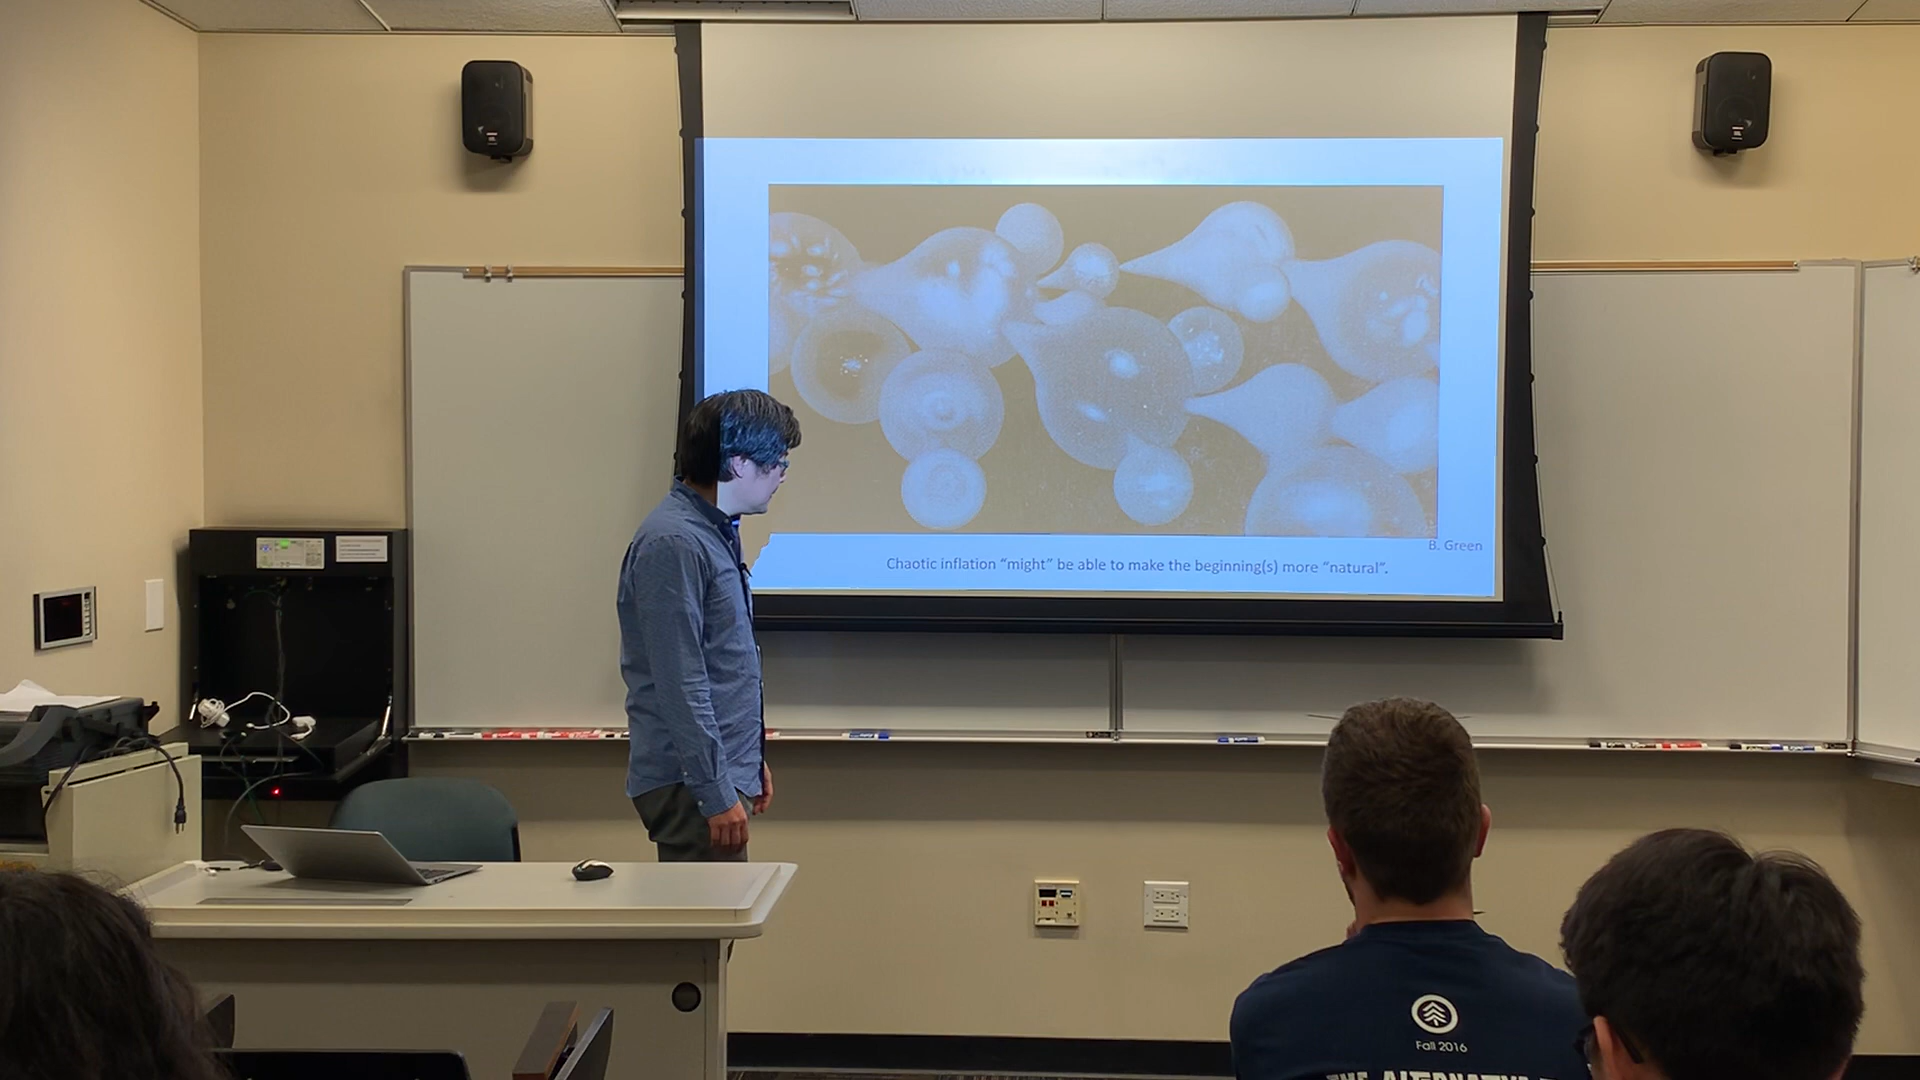 B. Green
Chaotic inflation “might” be able to make the beginning(s) more “natural”.
Fall 2016